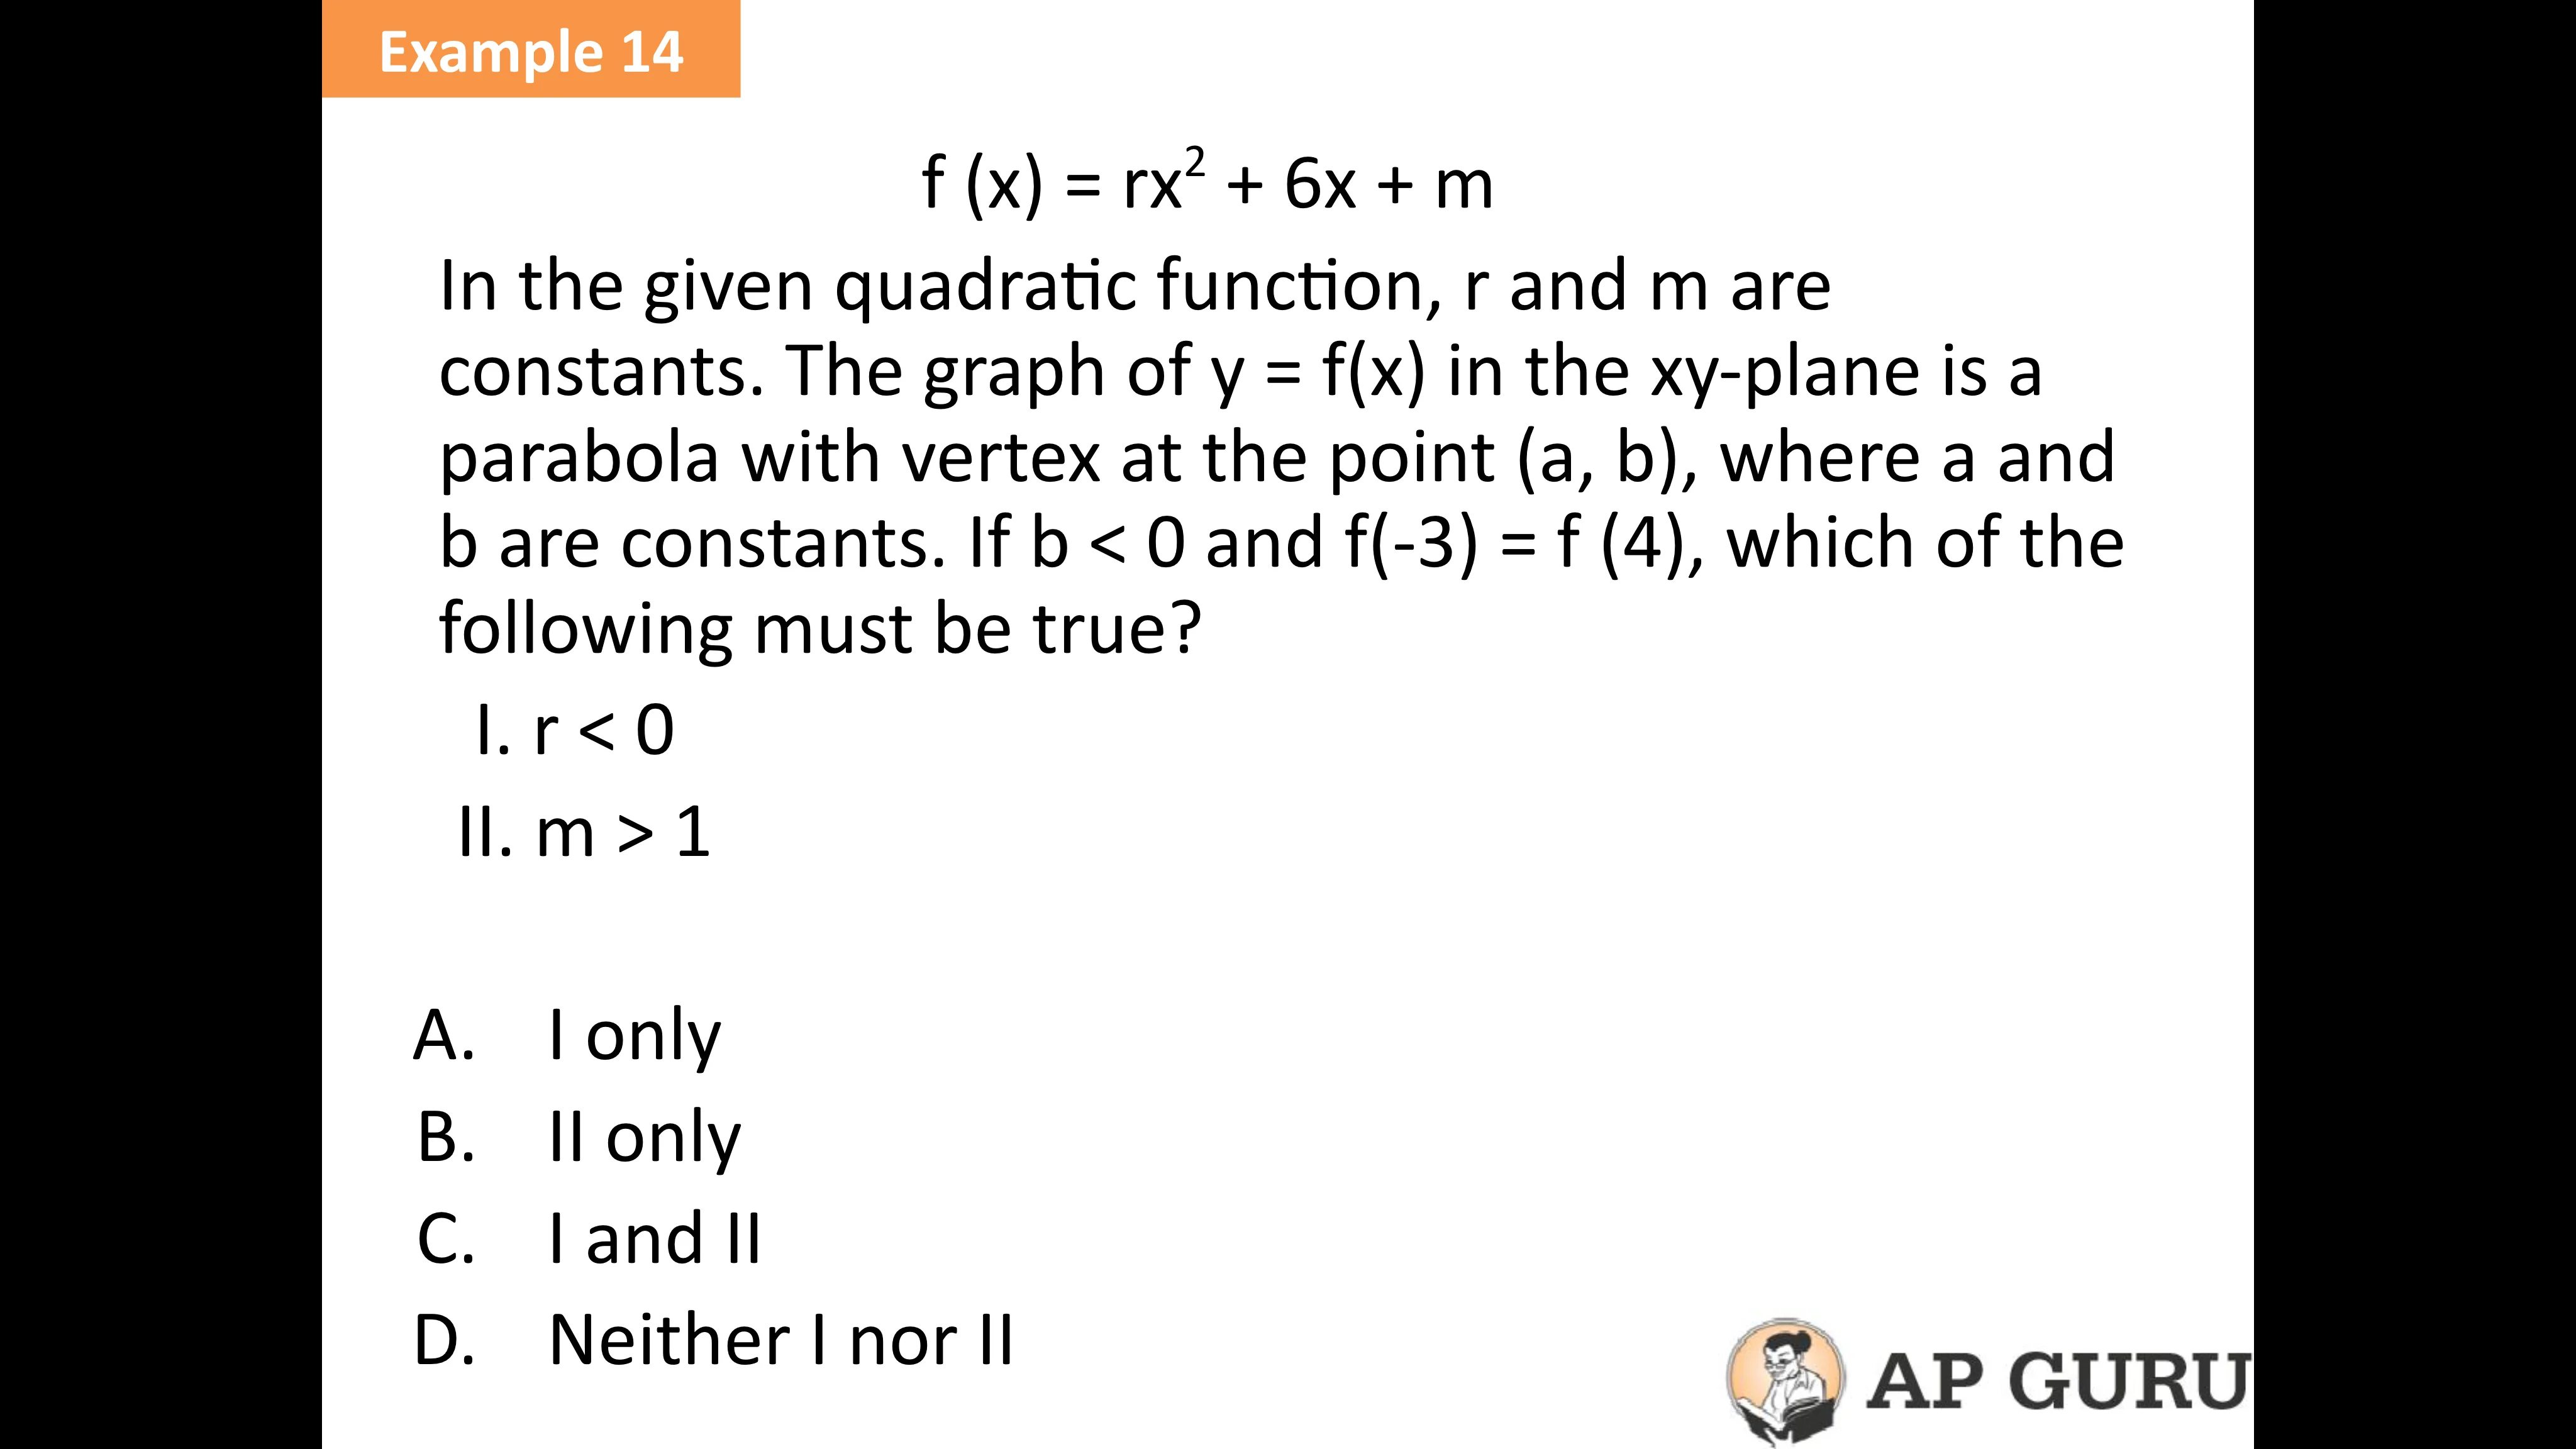 Example 14
f (x) = rx² + 6x + m
In the given quadratic function, r and m are
constants. The graph of y = f(x) in the xy-plane is a
parabola with vertex at the point (a, b), where a and
b are constants. If b < 0 and f(-3) = f (4), which of the
following must be true?
I. r < 0
II. m > 1
A. I only
B. II only
C. I and II
D. Neither I nor II
AP GURU